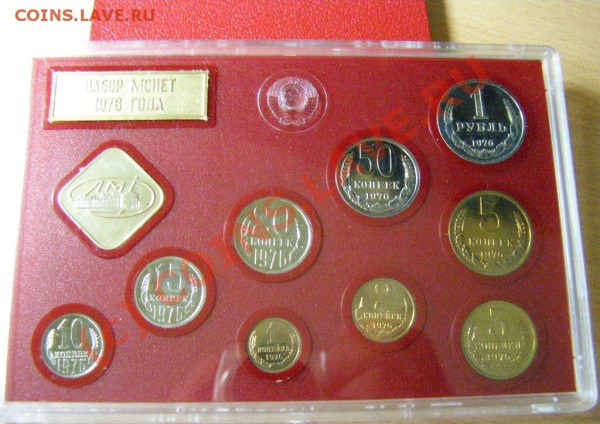 COINS.LAVE.RU
НАБОР МОНЕТ
1976 ГОДА
ЛМД
1
РУБЛЬ
1976
50
КОПЕЕК
1976
20
КОПЕЕК
1976
5
КОПЕЕК
1976
15
КОПЕЕК
1976
2
КОПЕЙКИ
1976
10
КОПЕЕК
1976
1
КОПЕЙКА
1976
3
КОПЕЙКИ
1976